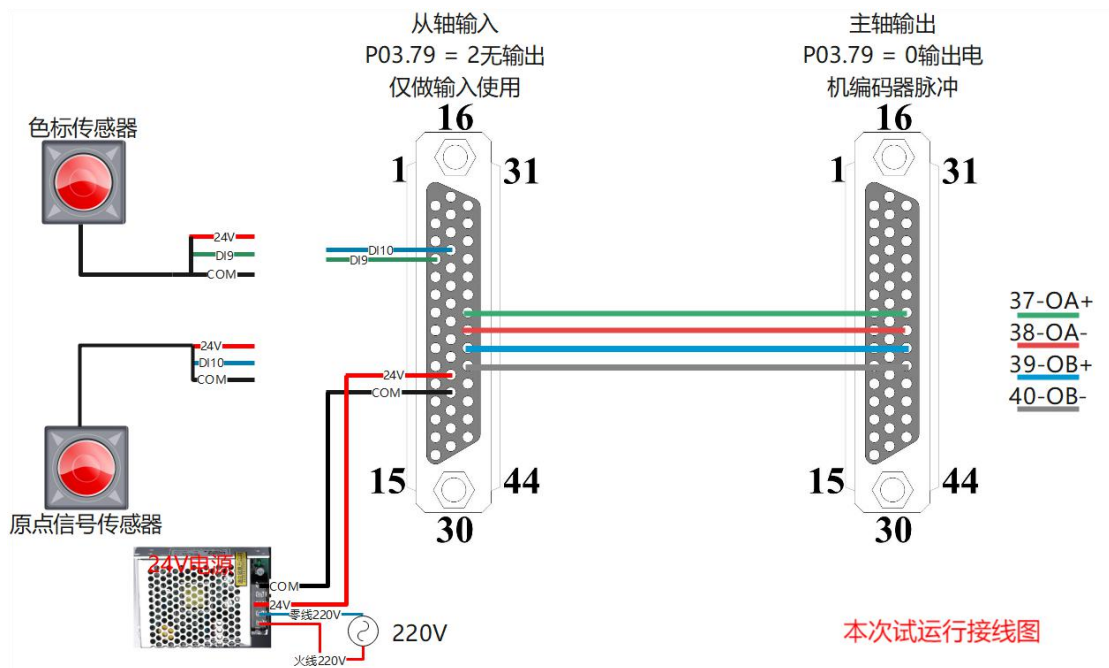 从轴输入
P03.79 = 2无输出
仅做输入使用
主轴输出
P03.79 = 0输出电
机编码器脉冲
色标传感器
16
1
31
16
1
31
24V
DI9
COM
DI10
DI9
37-OA+
38-OA-
39-OB+
40-OB-
24V
DI10
COM
24V
COM
15
44
30
15
44
30
原点信号传感器
24V电源
COM
24V
零线220V
火线220V
220V
本次试运行接线图